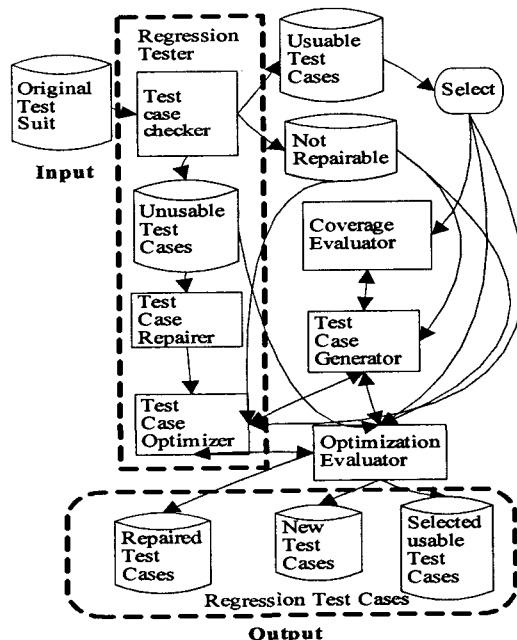 Regression
Tester
Original
Test
Suit
Input
Test
case
checker
Usuable
Test
Cases
Select
Not
Repairable
Unusable
Test
Cases
Coverage
Evaluator
Test
Case
Repairer
Test
Case
Generator
Test
Case
Optimizer
Optimization
Evaluator
Repaired
Test
Cases
New
Test
Cases
Selected
usable
Test
Cases
Regression Test Cases
Output